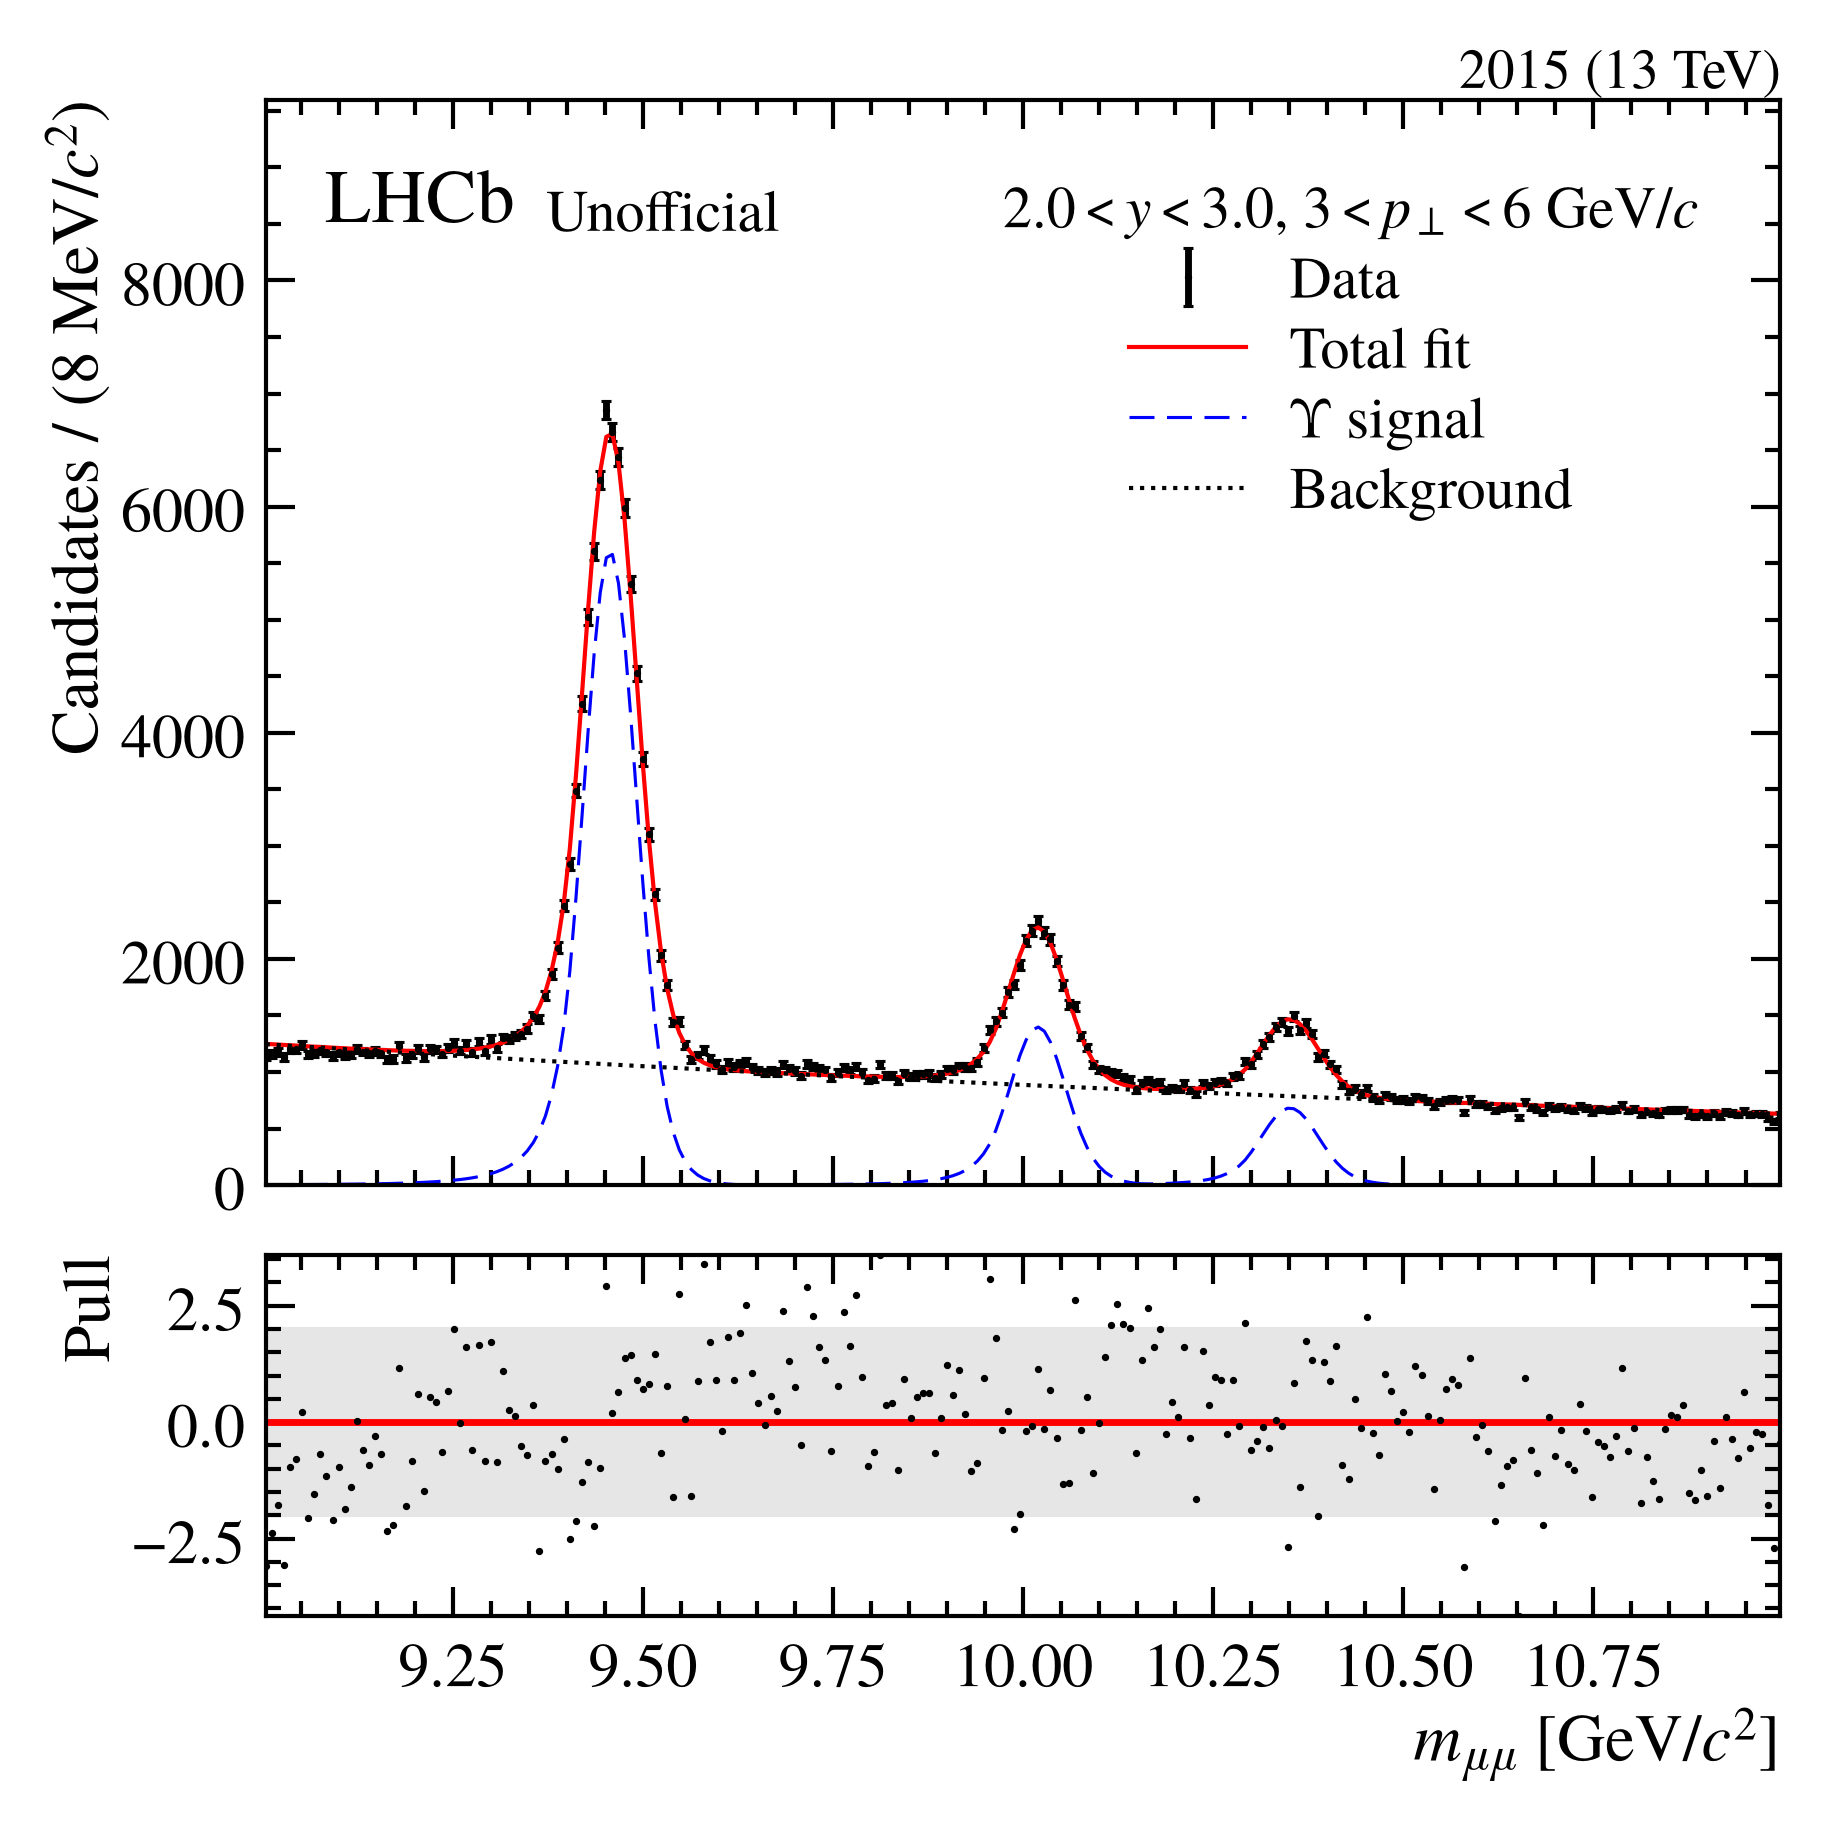 2015 (13 TeV)
LHCb Unofficial
2.0 < y < 3.0, 3 < p⊥ < 6 GeV/c
Data
Total fit
ϒ signal
Background
Candidates / (8 MeV/c²)
8000
6000
4000
2000
0
Pull
2.5
0.0
−2.5
9.25 9.50 9.75 10.00 10.25 10.50 10.75
mμμ [GeV/c²]